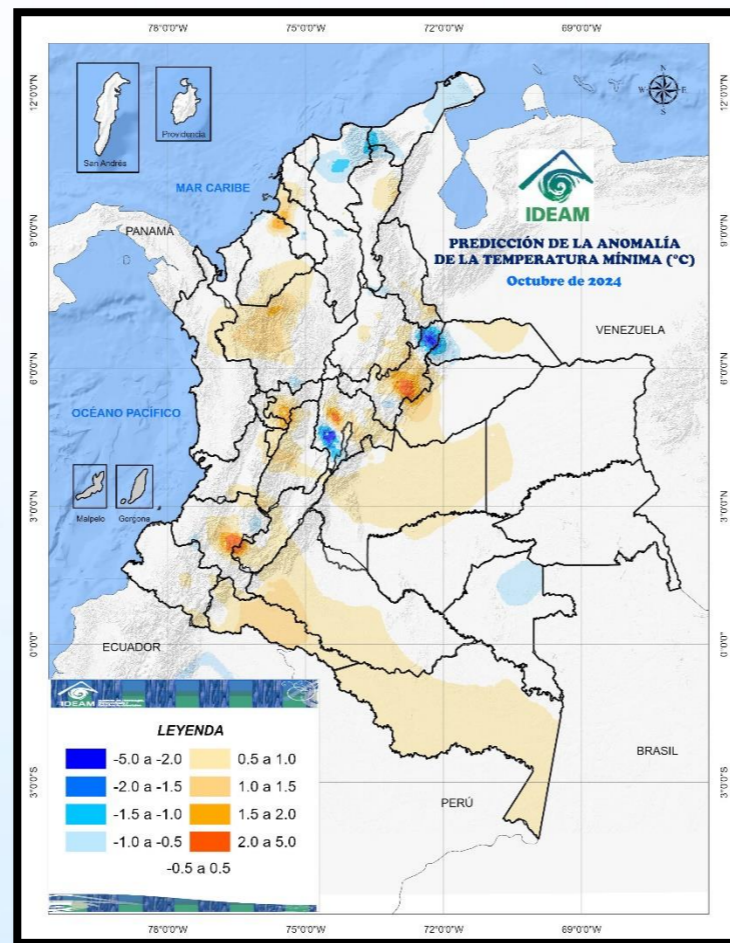 78°0'0"W 75°0'0"W 72°0'0"W 69°0'0"W
12°0'0"N
9°0'0"N
6°0'0"N
3°0'0"N
0°0'0"
3°0'0"S
San Andrés
Providencia
N
W E
S
MAR CARIBE
IDEAM
PANAMÁ
PREDICCIÓN DE LA ANOMALÍA
DE LA TEMPERATURA MÍNIMA (°C)
Octubre de 2024
VENEZUELA
OCÉANO PACÍFICO
Malpelo
Gorgona
ECUADOR
BRASIL
PERÚ
IDEAM
LEYENDA
-5.0 a -2.0 0.5 a 1.0
-2.0 a -1.5 1.0 a 1.5
-1.5 a -1.0 1.5 a 2.0
-1.0 a -0.5 2.0 a 5.0
-0.5 a 0.5
12°0'0"N
9°0'0"N
6°0'0"N
3°0'0"N
0°0'0"
3°0'0"S
78°0'0"W 75°0'0"W 72°0'0"W 69°0'0"W